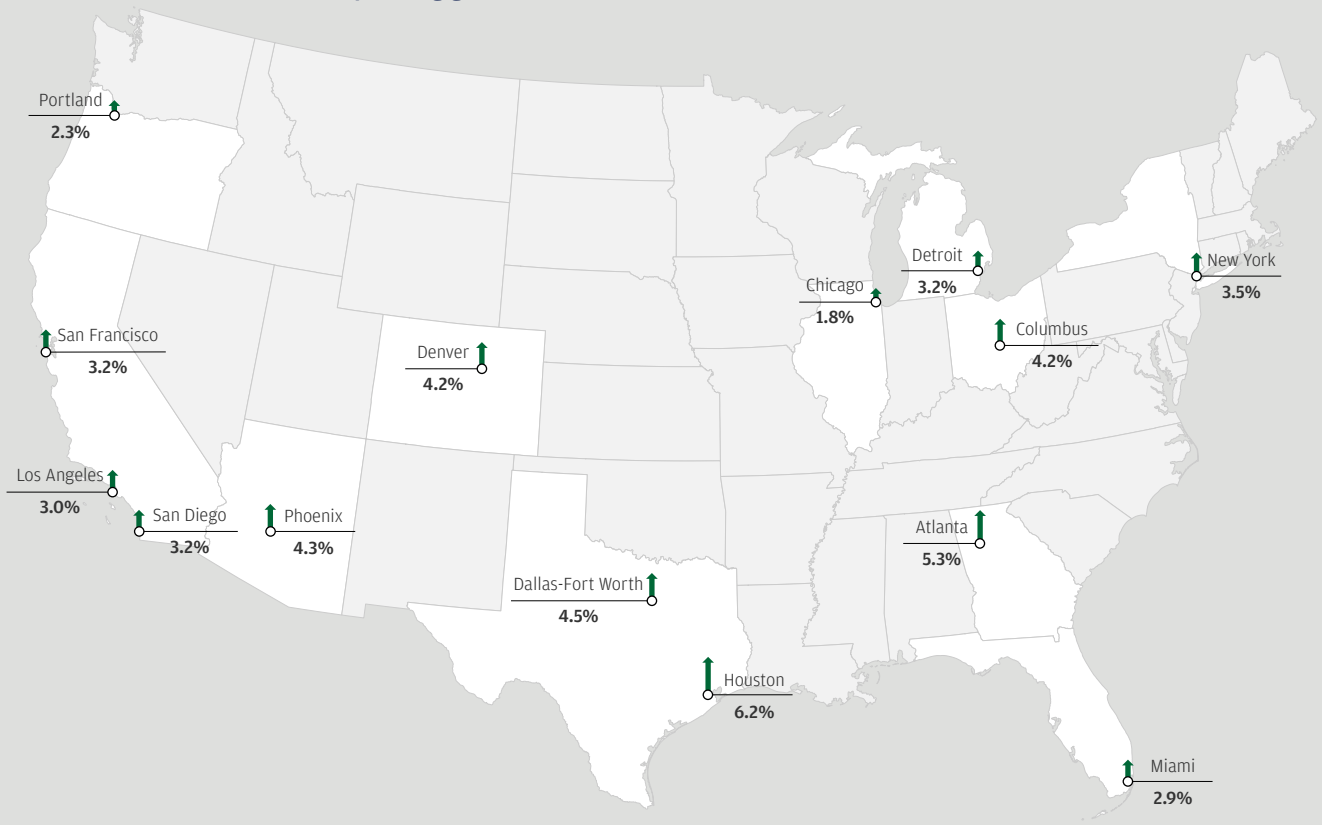 Portland
2.3%
San Francisco
3.2%
Los Angeles
3.0%
San Diego
3.2%
Phoenix
4.3%
Denver
4.2%
Dallas-Fort Worth
4.5%
Houston
6.2%
Chicago
1.8%
Detroit
3.2%
Columbus
4.2%
New York
3.5%
Atlanta
5.3%
Miami
2.9%